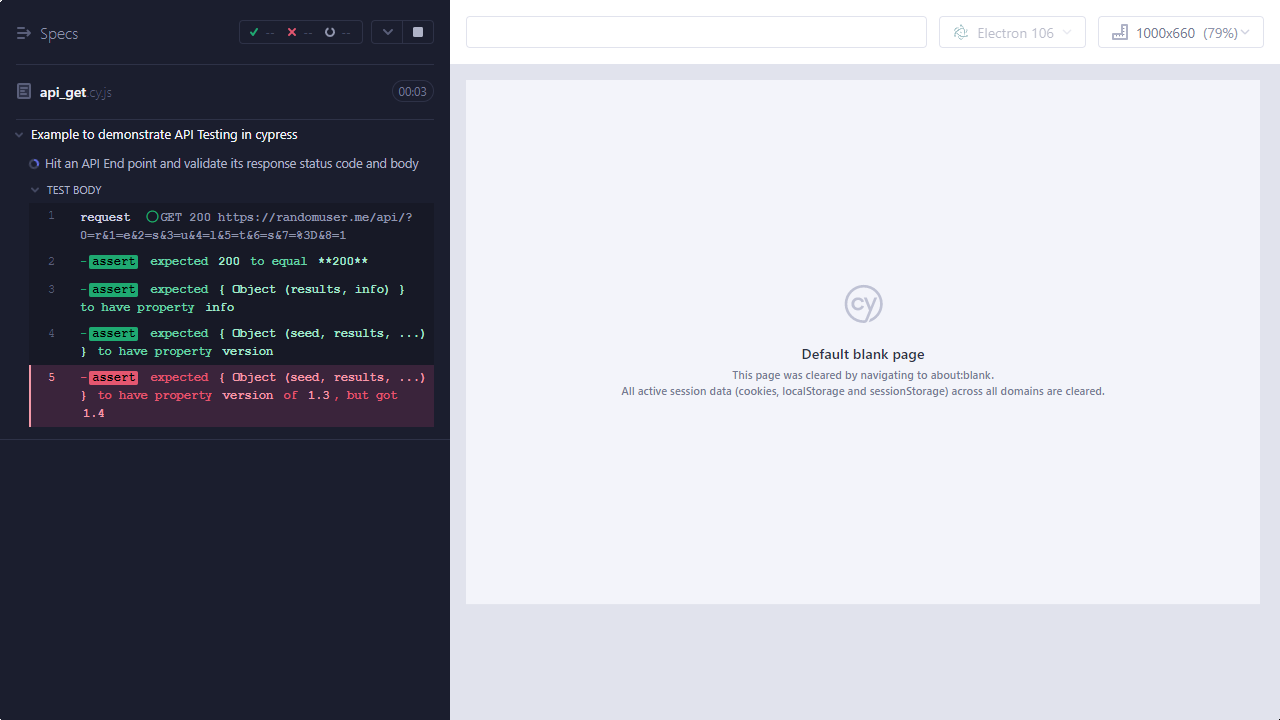 Specs
-- -- --
api_get.cy.js
00:03
Example to demonstrate API Testing in cypress
Hit an API End point and validate its response status code and body
TEST BODY
1 request GET 200 https://randomuser.me/api/?
0=r&1=e&2=s&3=u&4=l&5=t&6=s&7=%3D&8=1
2 -assert expected 200 to equal **200**
3 -assert expected { Object (results, info) }
to have property info
4 -assert expected { Object (seed, results, ...)
} to have property version
5 -assert expected { Object (seed, results, ...)
} to have property version of 1.3, but got
1.4
Electron 106
1000x660 (79%)
cy
Default blank page
This page was cleared by navigating to about:blank.
All active session data (cookies, localStorage and sessionStorage) across all domains are cleared.